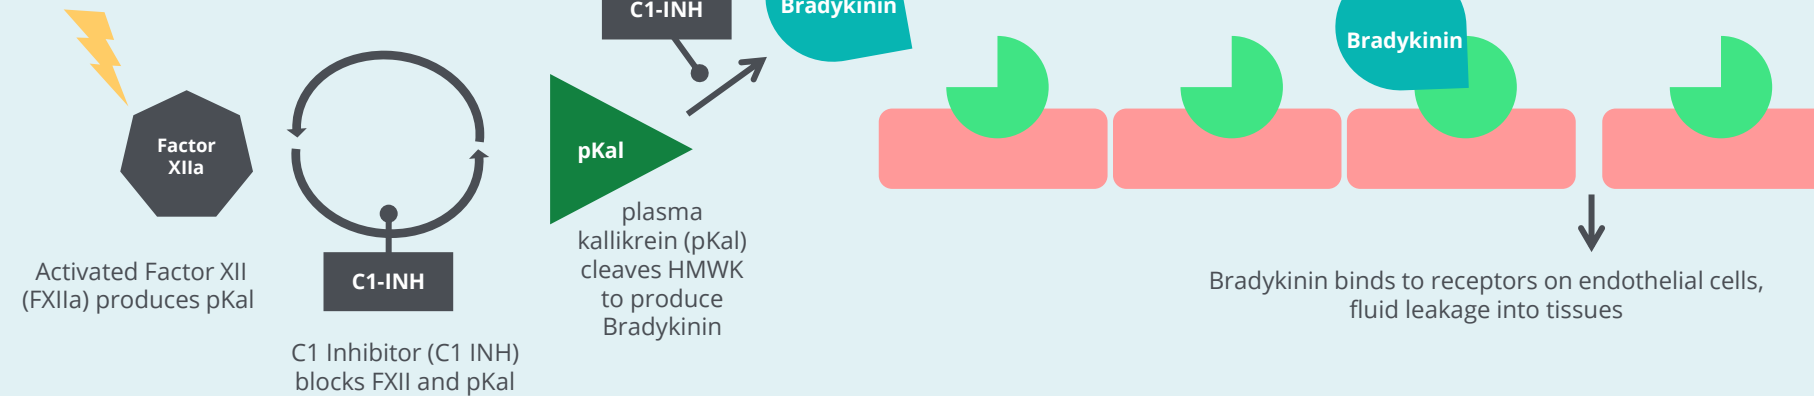 C1-INH
Bradykinin
Bradykinin
Factor
XIIa
pKal
plasma
kallikrein (pKal)
cleaves HMWK
to produce
Bradykinin
Activated Factor XII
(FXIIa) produces pKal
C1-INH
C1 Inhibitor (C1 INH)
blocks FXII and pKal
Bradykinin binds to receptors on endothelial cells,
fluid leakage into tissues